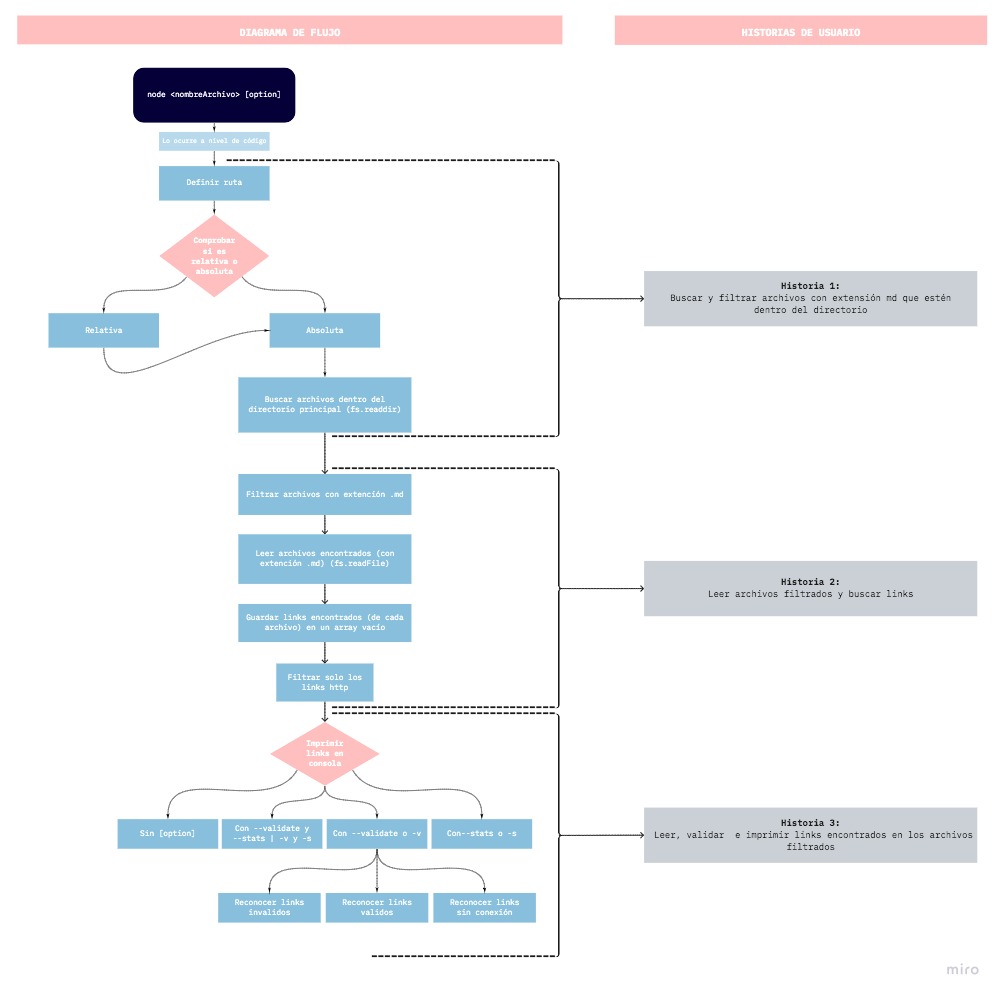 DIAGRAMA DE FLUJO
HISTORIAS DE USUARIO
node <nombreArchivo> [option]
Lo ocurre a nivel de código
Definir ruta
Comprobar
si es
relativa o
absoluta
Relativa
Absoluta
Buscar archivos dentro del
directorio principal (fs.readdir)
Historia 1:
Buscar y filtrar archivos con extensión md que estén
dentro del directorio
Filtrar archivos con extención .md
Leer archivos encontrados (con
extención .md) (fs.readFile)
Guardar links encontrados (de cada
archivo) en un array vacio
Filtrar solo los
links http
Historia 2:
Leer archivos filtrados y buscar links
Imprimir
links en
consola
Sin [option]
Con --validate y
--stats | -v y -s
Con --validate o -v
Con--stats o -s
Reconocer links
invalidos
Reconocer links
validos
Reconocer links
sin conexión
Historia 3:
Leer, validar  e imprimir links encontrados en los archivos
filtrados
miro